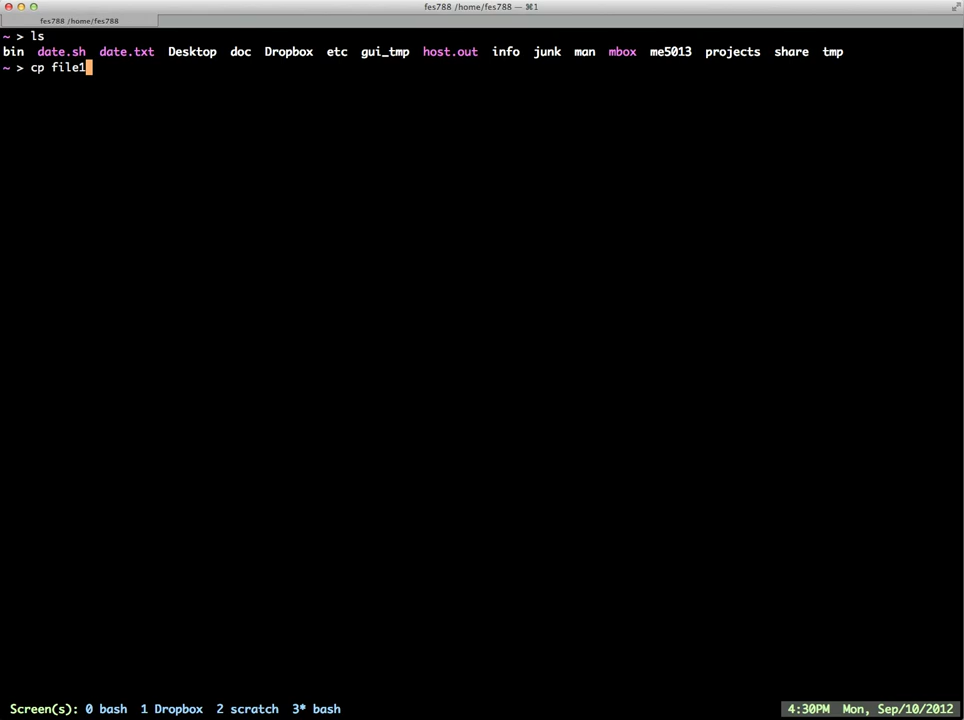 fes788 /home/fes788 — ⌘1
fes788 /home/fes788
~ > ls
bin date.sh date.txt Desktop doc Dropbox etc gui_tmp host.out info junk man mbox me5013 projects share tmp
~ > cp file1
Screen(s): 0 bash 1 Dropbox 2 scratch 3* bash 4:30PM Mon, Sep/10/2012